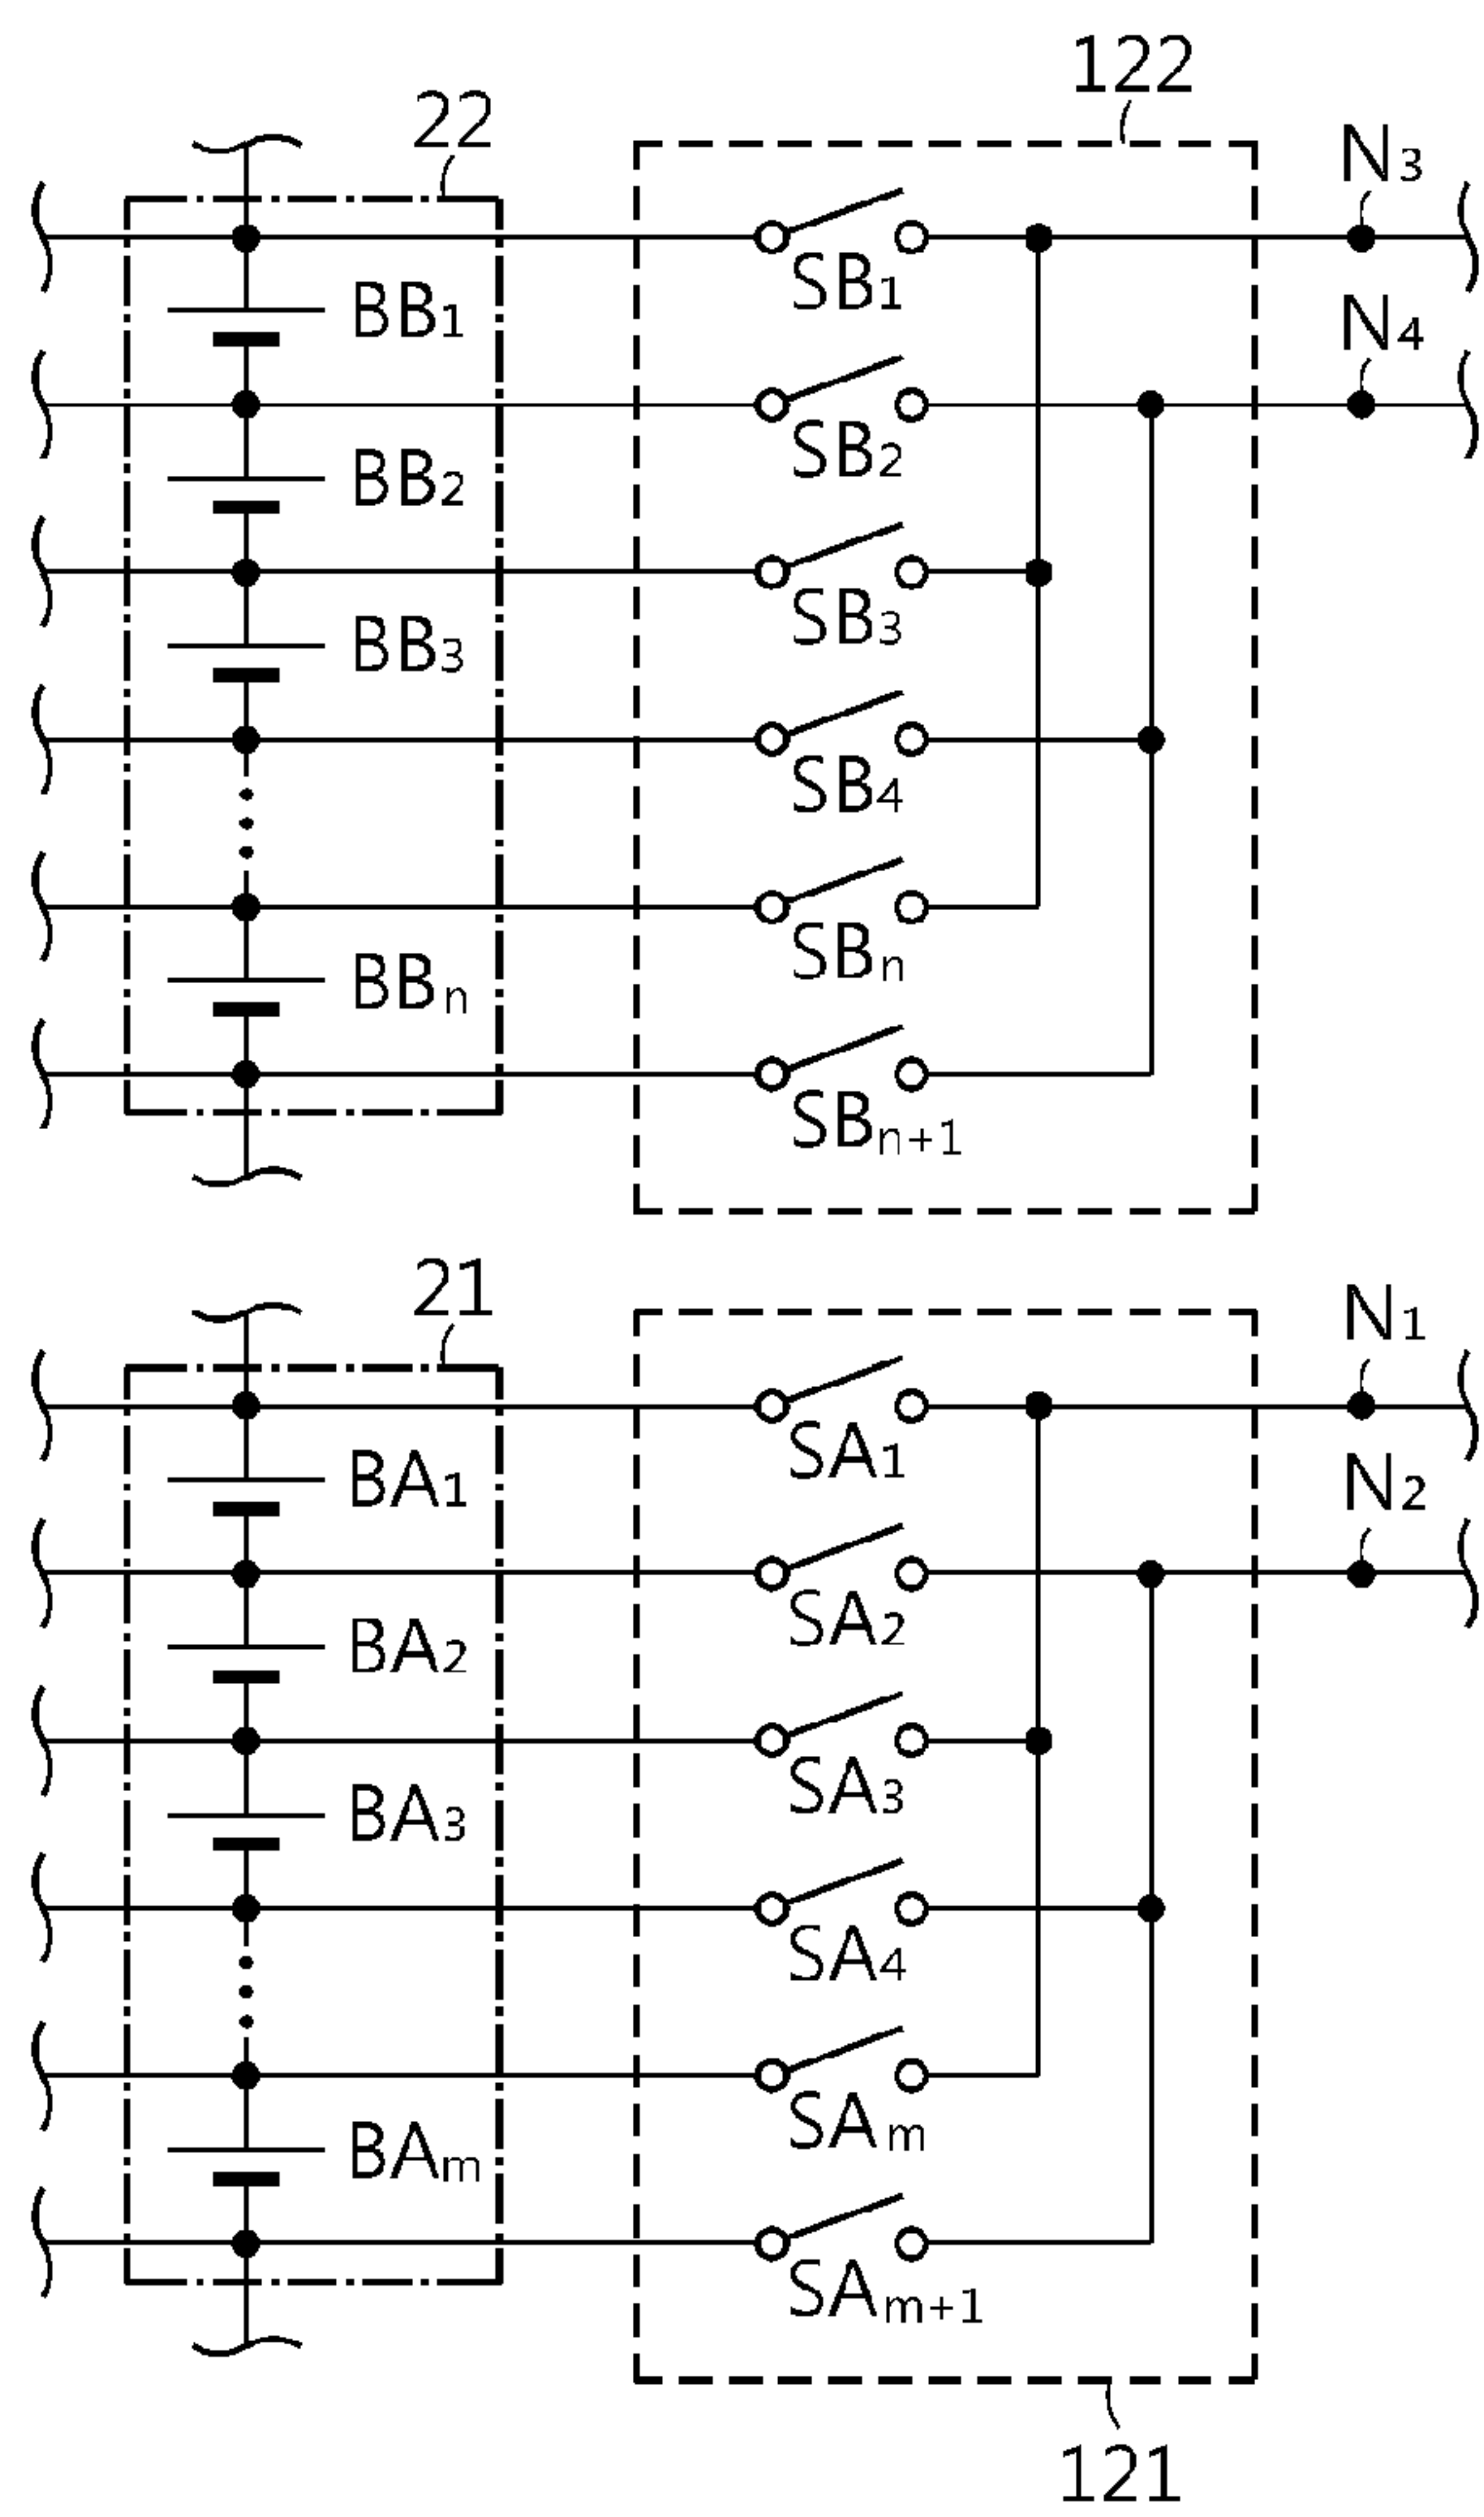 122
22
N3
SB1
BB1
N4
SB2
BB2
SB3
BB3
SB4
SBn
BBn
SBn+1
21
N1
SA1
BA1
N2
SA2
BA2
SA3
BA3
SA4
SAm
BAm
SAm+1
121